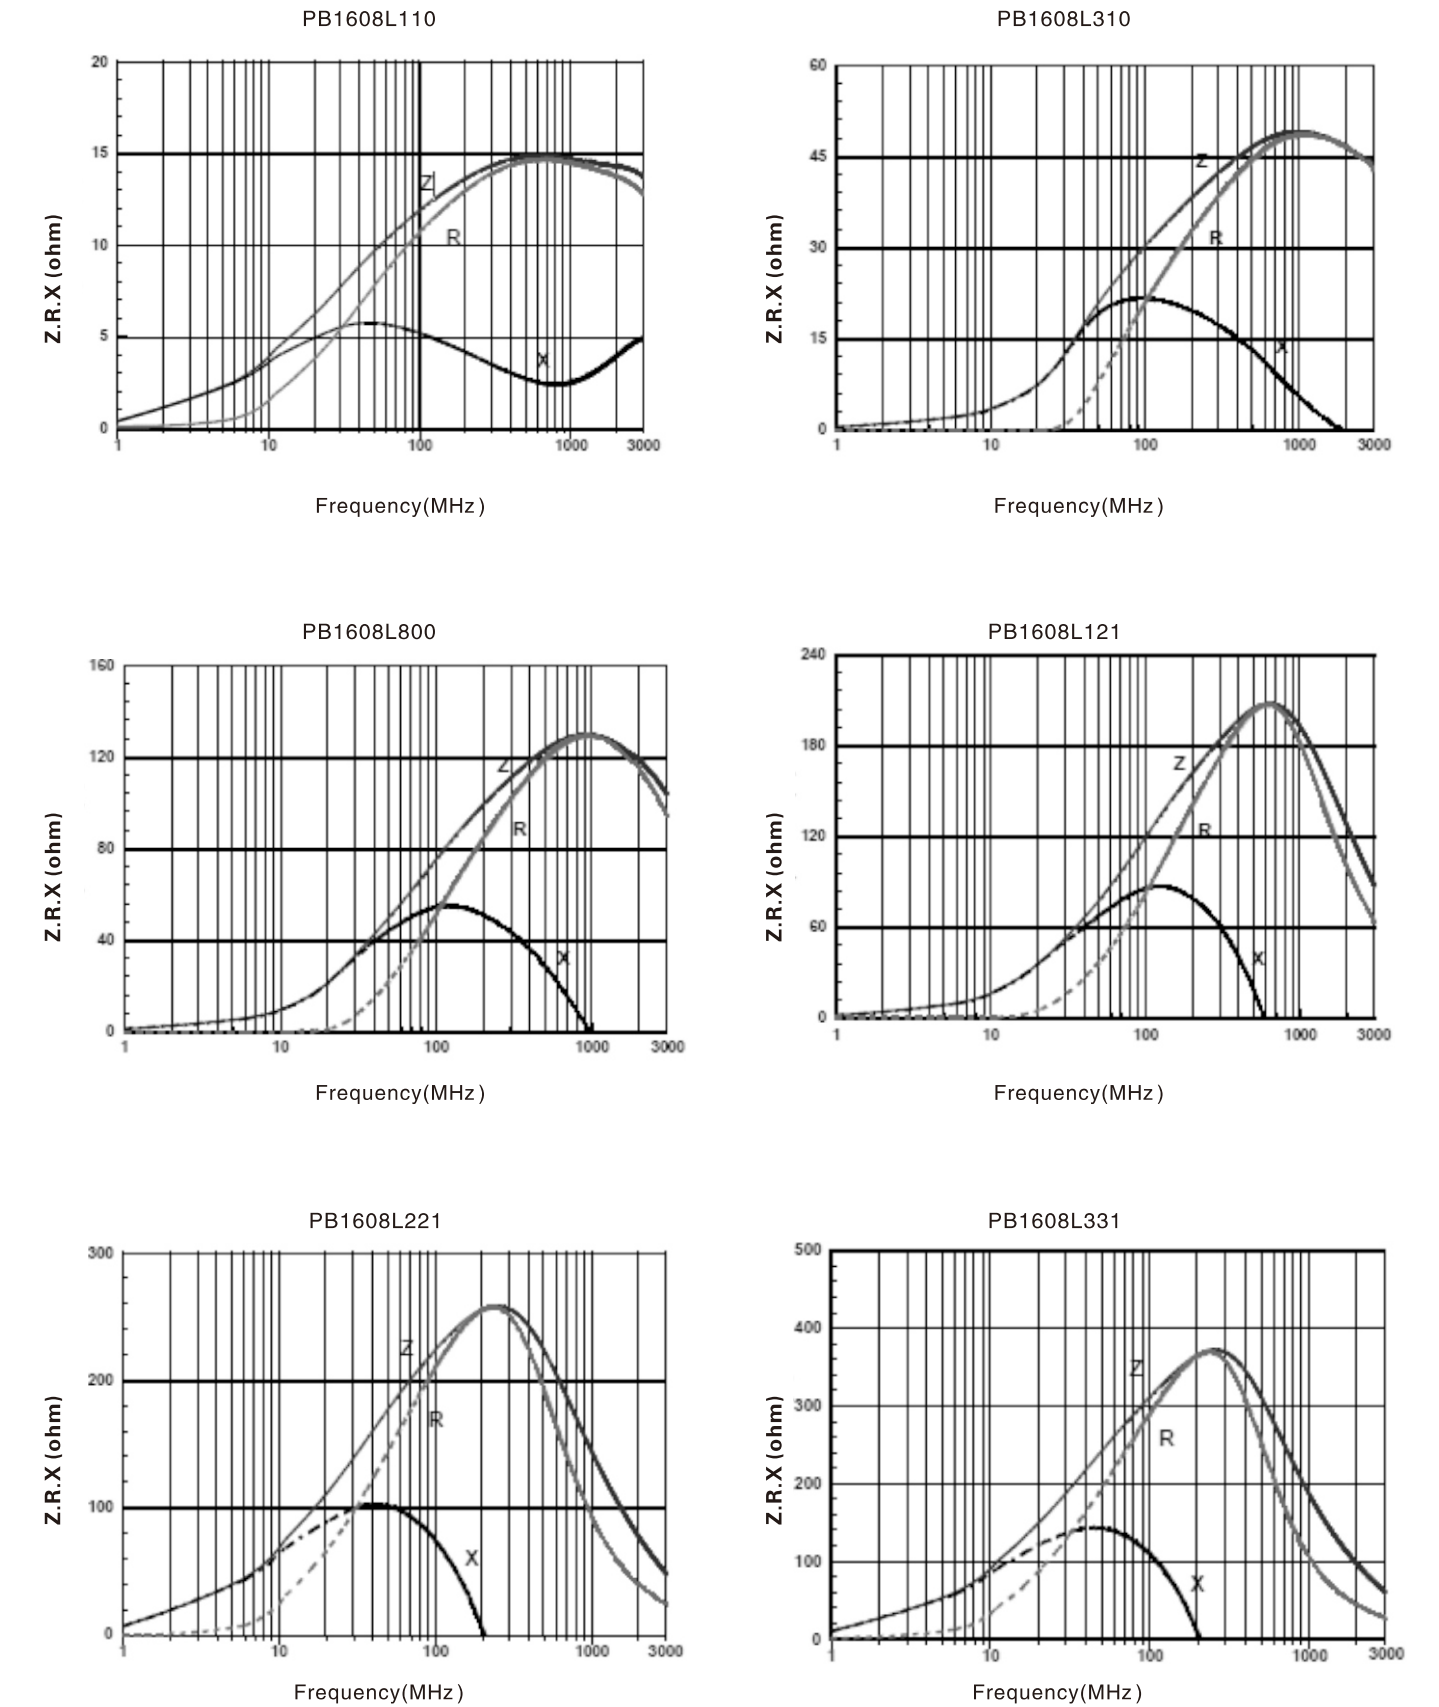 PB1608L110
PB1608L310
20
15
10
5
0
Z
R
X
1 10 100 1000 3000
Z.R.X (ohm)
Frequency(MHz)
60
45
30
15
0
Z
R
X
1 10 100 1000 3000
Z.R.X (ohm)
Frequency(MHz)
PB1608L800
PB1608L121
160
120
80
40
0
Z
R
X
1 10 100 1000 3000
Z.R.X (ohm)
Frequency(MHz)
240
180
120
60
0
Z
R
X
1 10 100 1000 3000
Z.R.X (ohm)
Frequency(MHz)
PB1608L221
PB1608L331
300
200
100
0
Z
R
X
1 10 100 1000 3000
Z.R.X (ohm)
Frequency(MHz)
500
400
300
200
100
0
Z
R
X
1 10 100 1000 3000
Z.R.X (ohm)
Frequency(MHz)